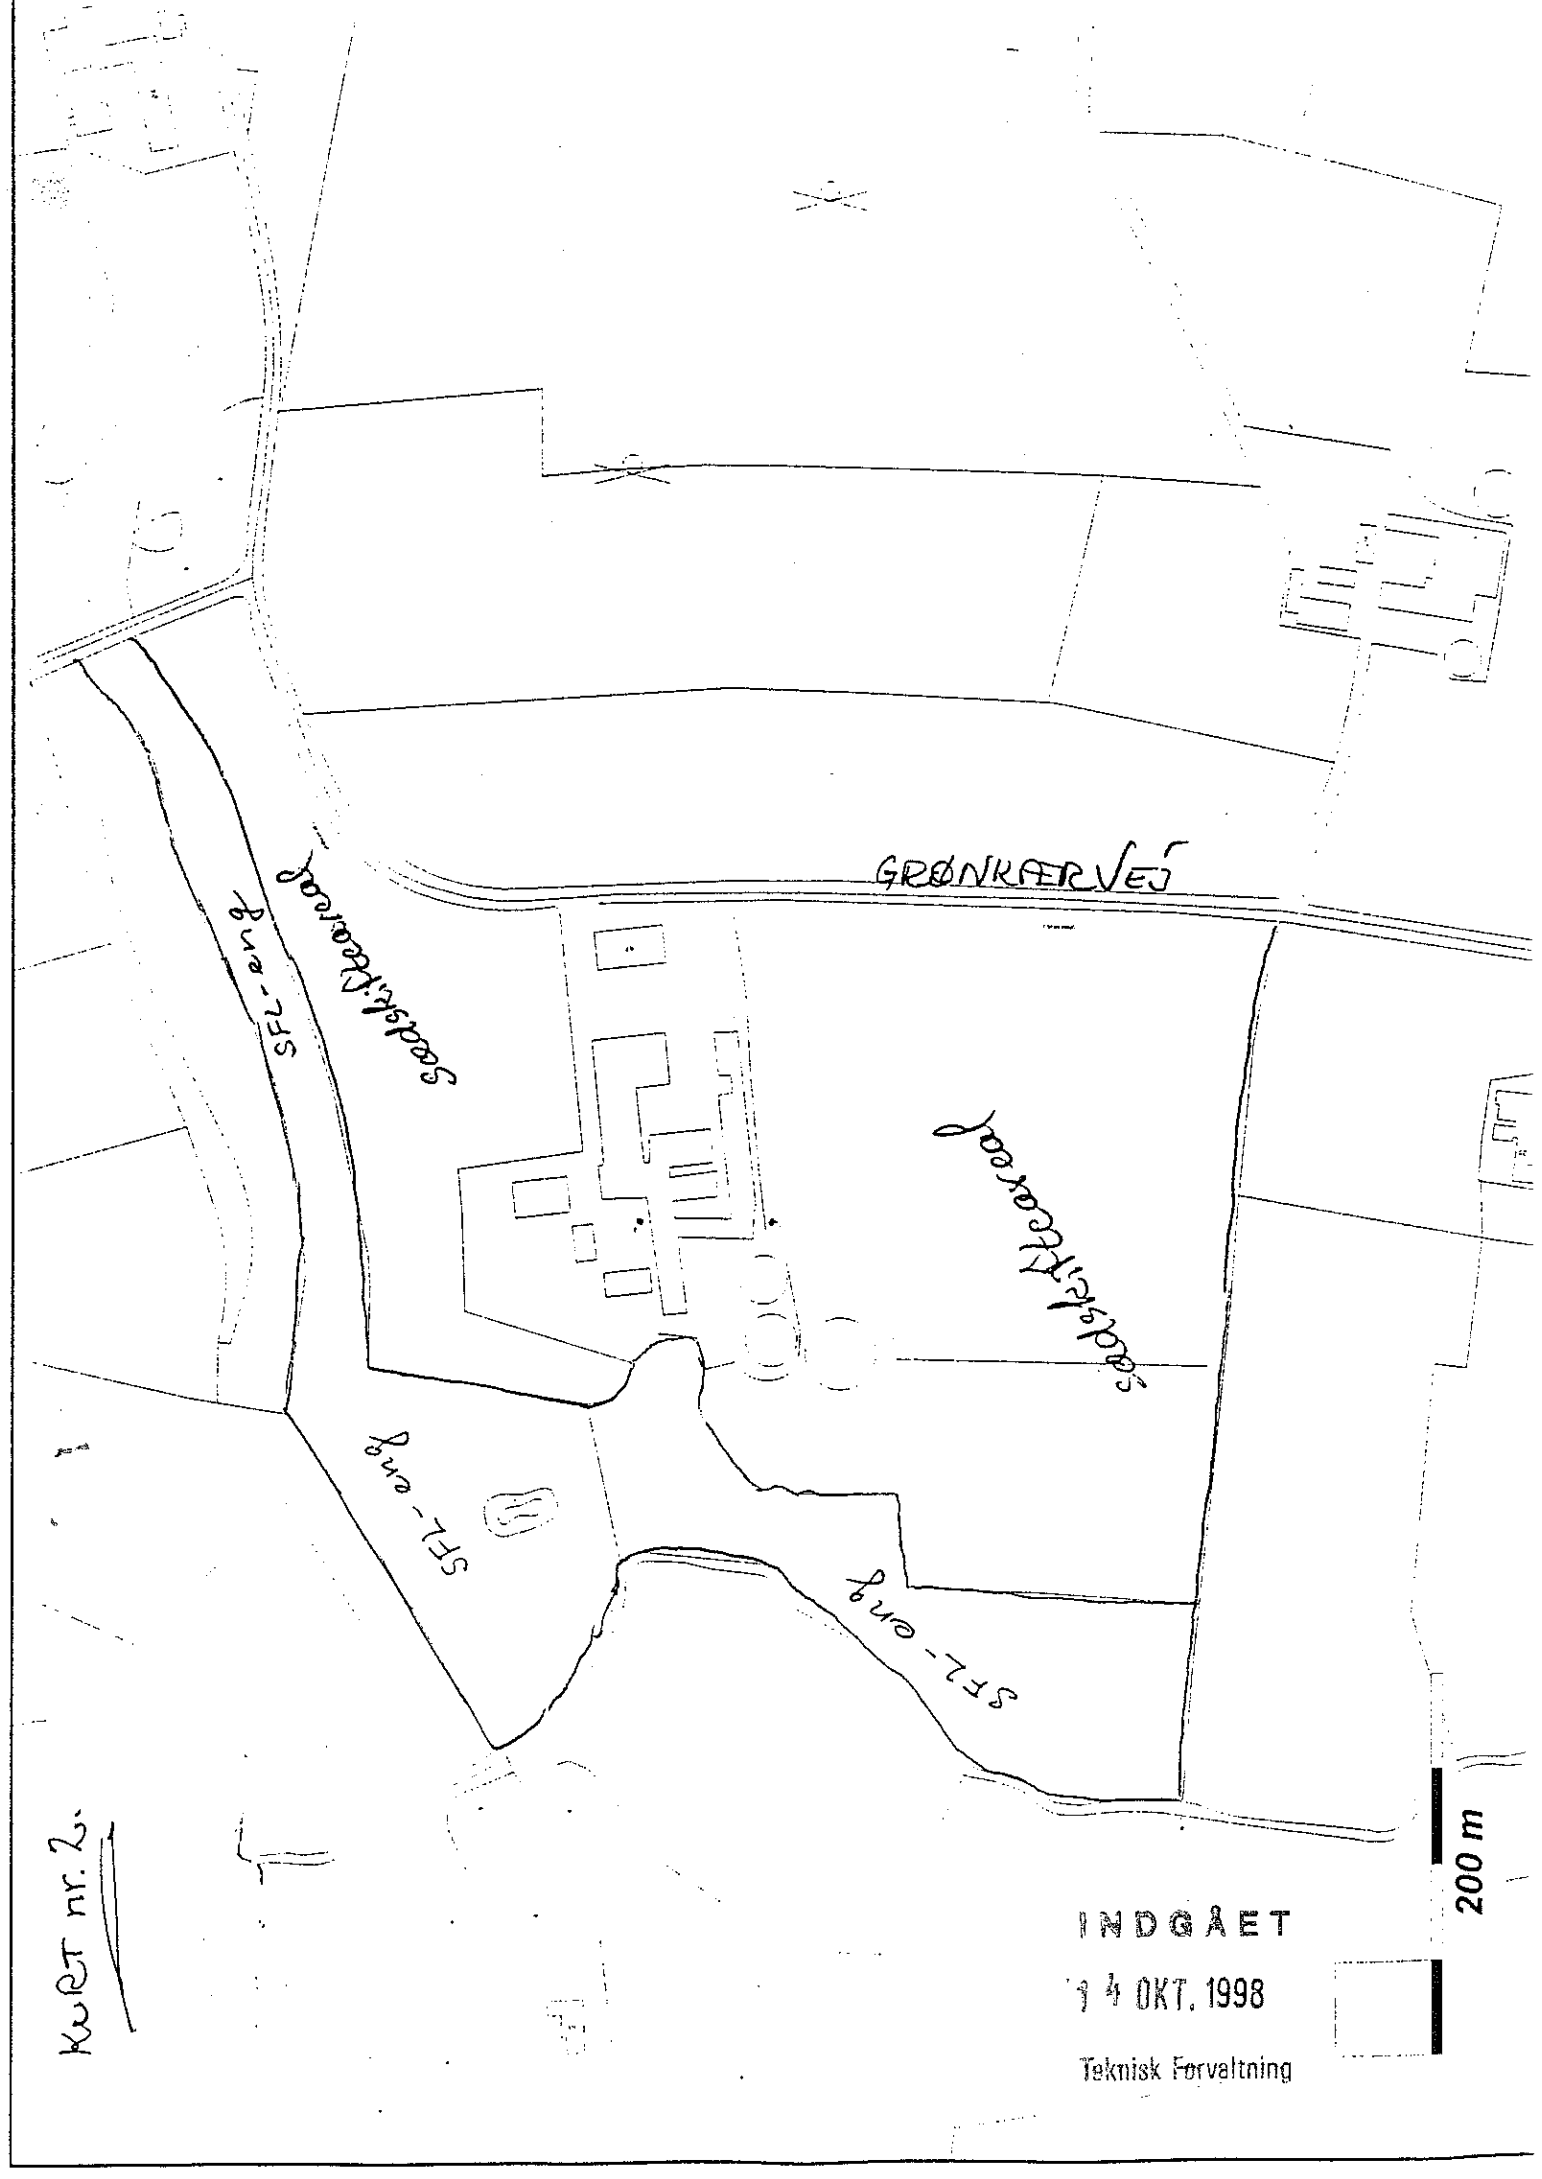 KORT nr. 2.
SFL-eng
Sædskifteareal
GRØNKÆRVEJ
Sædskifteareal
SFL-eng
SFL-eng
INDGÅET
14 OKT. 1998
Teknisk Forvaltning
200 m